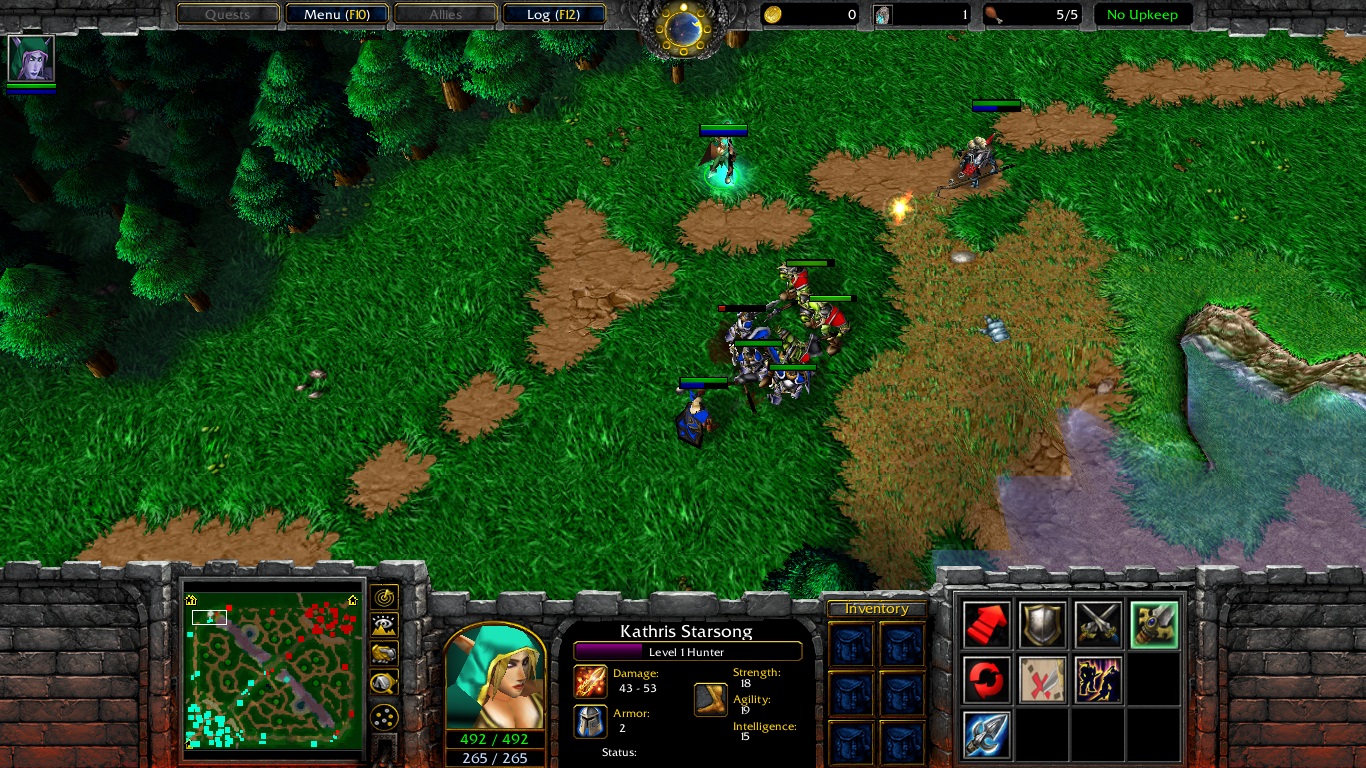 Quests
Menu (F10)
Allies
Log (F12)
0
1
5/5
No Upkeep
Kathris Starsong
Level 1 Hunter
Damage:
43 - 53
Armor:
2
Strength:
18
Agility:
19
Intelligence:
15
Status:
492 / 492
265 / 265
Inventory